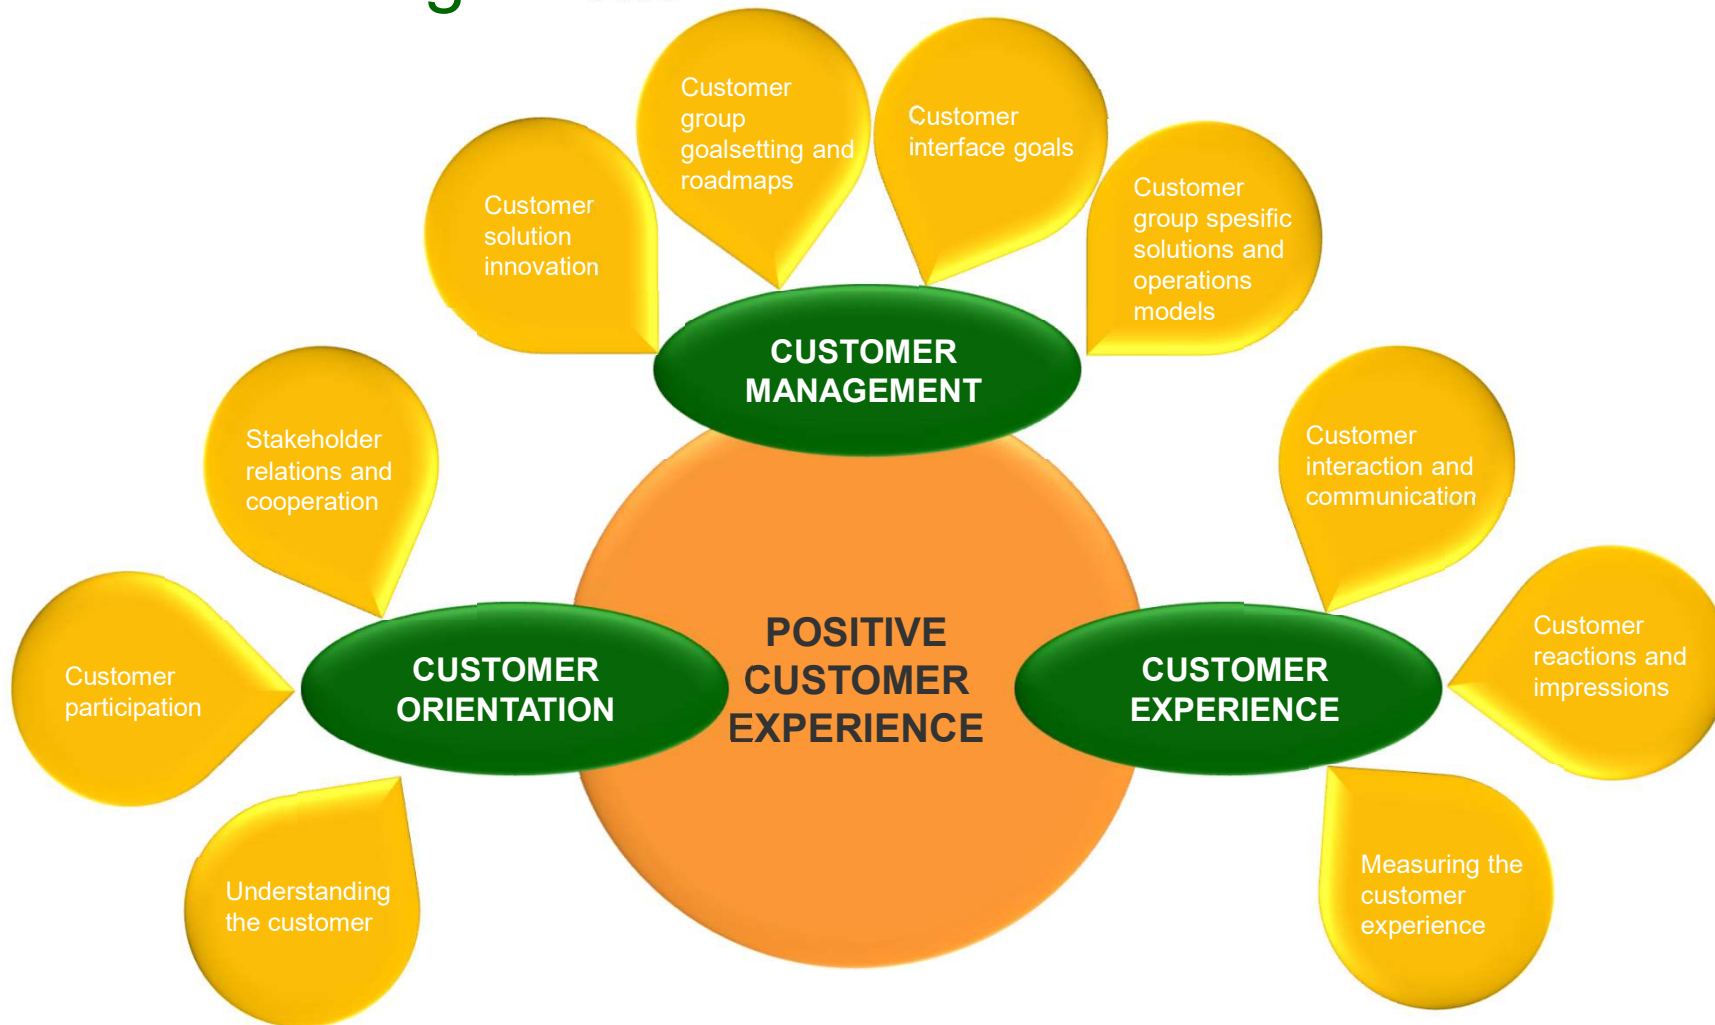 Customer
group
goalsetting and
roadmaps
Customer
interface goals
Customer
solution
innovation
Customer
group spesific
solutions and
operations
models
CUSTOMER
MANAGEMENT
Stakeholder
relations and
cooperation
Customer
interaction and
communication
Customer
participation
CUSTOMER
ORIENTATION
POSITIVE
CUSTOMER
EXPERIENCE
CUSTOMER
EXPERIENCE
Customer
reactions and
impressions
Understanding
the customer
Measuring the
customer
experience